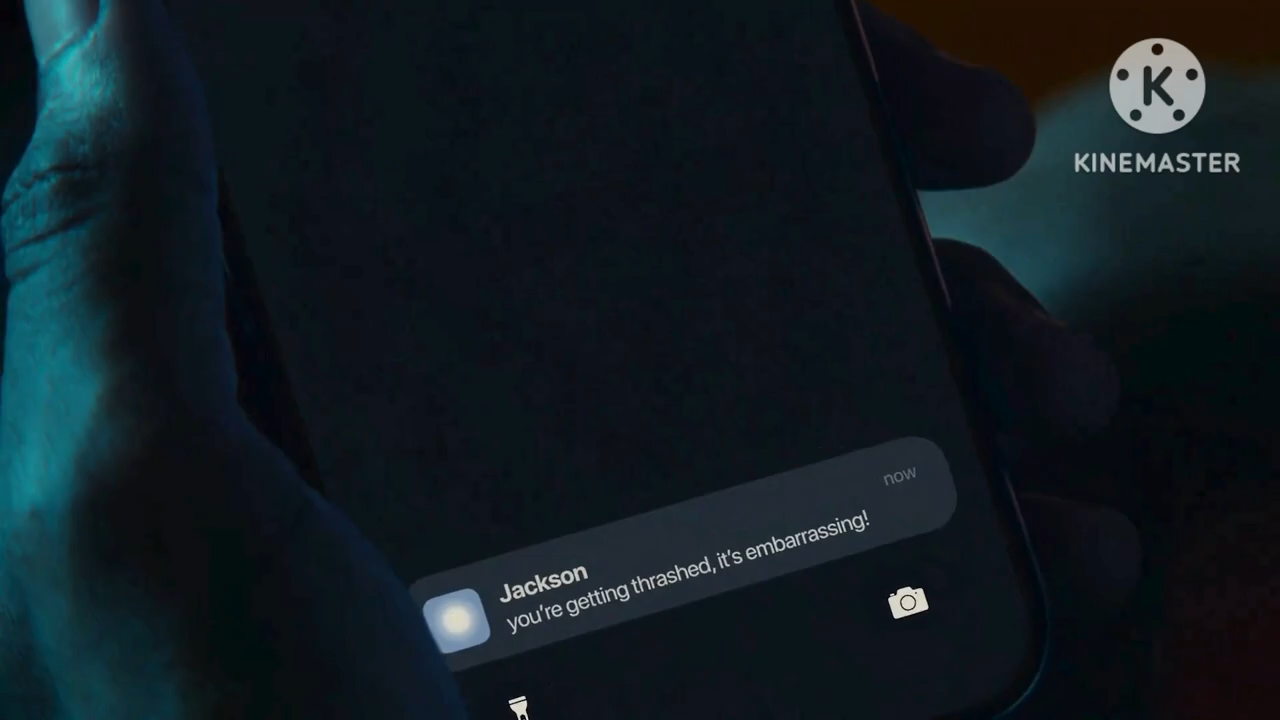 K
KINEMASTER
now
Jackson
you're getting thrashed, it's embarrassing!